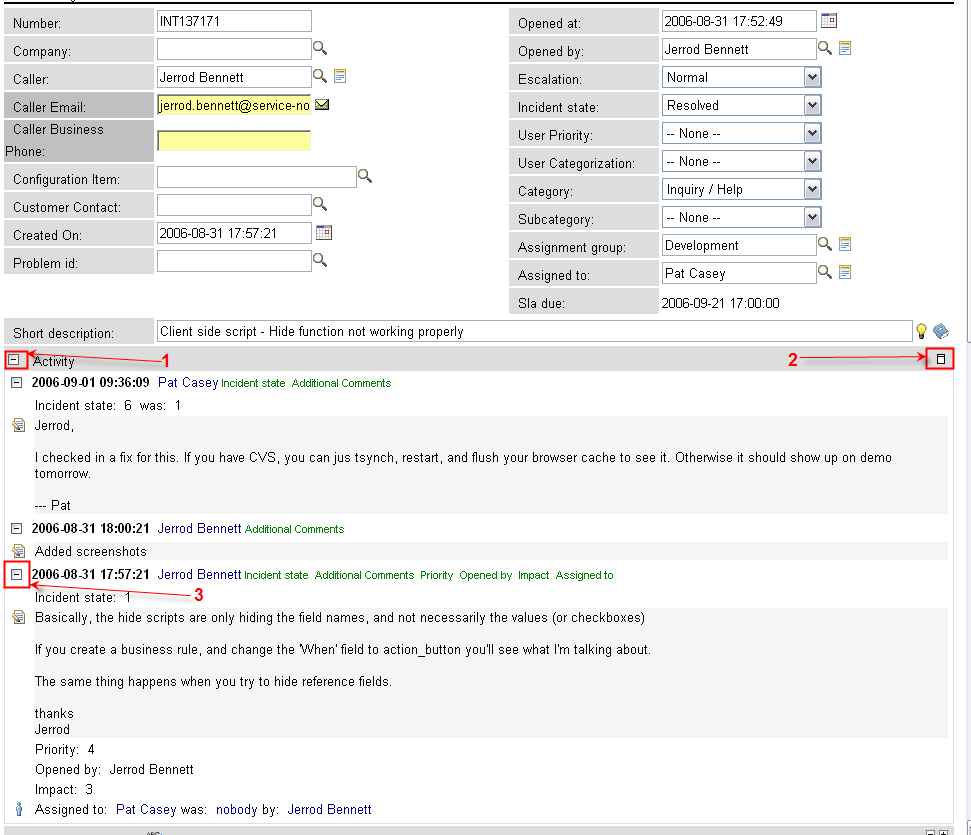 Number: INT137171
Opened at: 2006-08-31 17:52:49
Company:
Opened by: Jerrod Bennett
Caller: Jerrod Bennett
Escalation: Normal
Caller Email: jerrod.bennett@service-no
Incident state: Resolved
Caller Business
Phone:
User Priority: -- None --
User Categorization: -- None --
Configuration Item:
Category: Inquiry / Help
Customer Contact:
Subcategory: -- None --
Created On: 2006-08-31 17:57:21
Assignment group: Development
Problem id:
Assigned to: Pat Casey
Sla due: 2006-09-21 17:00:00
Short description: Client side script - Hide function not working properly
Activity 1 2
2006-09-01 09:36:09 Pat Casey Incident state Additional Comments
Incident state: 6 was: 1
Jerrod,
I checked in a fix for this. If you have CVS, you can jus tsynch, restart, and flush your browser cache to see it. Otherwise it should show up on demo
tomorrow.
--- Pat
2006-08-31 18:00:21 Jerrod Bennett Additional Comments
Added screenshots
2006-08-31 17:57:21 Jerrod Bennett Incident state Additional Comments Priority Opened by Impact Assigned to
3
Incident state: 1
Basically, the hide scripts are only hiding the field names, and not necessarily the values (or checkboxes)
If you create a business rule, and change the 'When' field to action_button you'll see what I'm talking about.
The same thing happens when you try to hide reference fields.
thanks
Jerrod
Priority: 4
Opened by: Jerrod Bennett
Impact: 3
Assigned to: Pat Casey was: nobody by: Jerrod Bennett